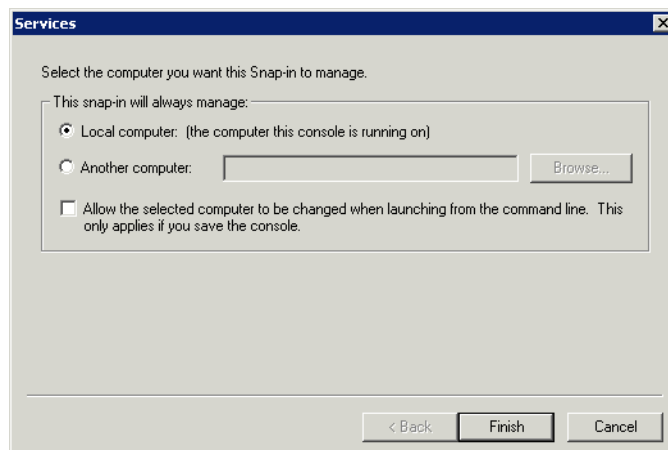 Services
Select the computer you want this Snap-in to manage.
This snap-in will always manage:
Local computer: (the computer this console is running on)
Another computer:
Browse...
Allow the selected computer to be changed when launching from the command line. This
only applies if you save the console.
< Back
Finish
Cancel